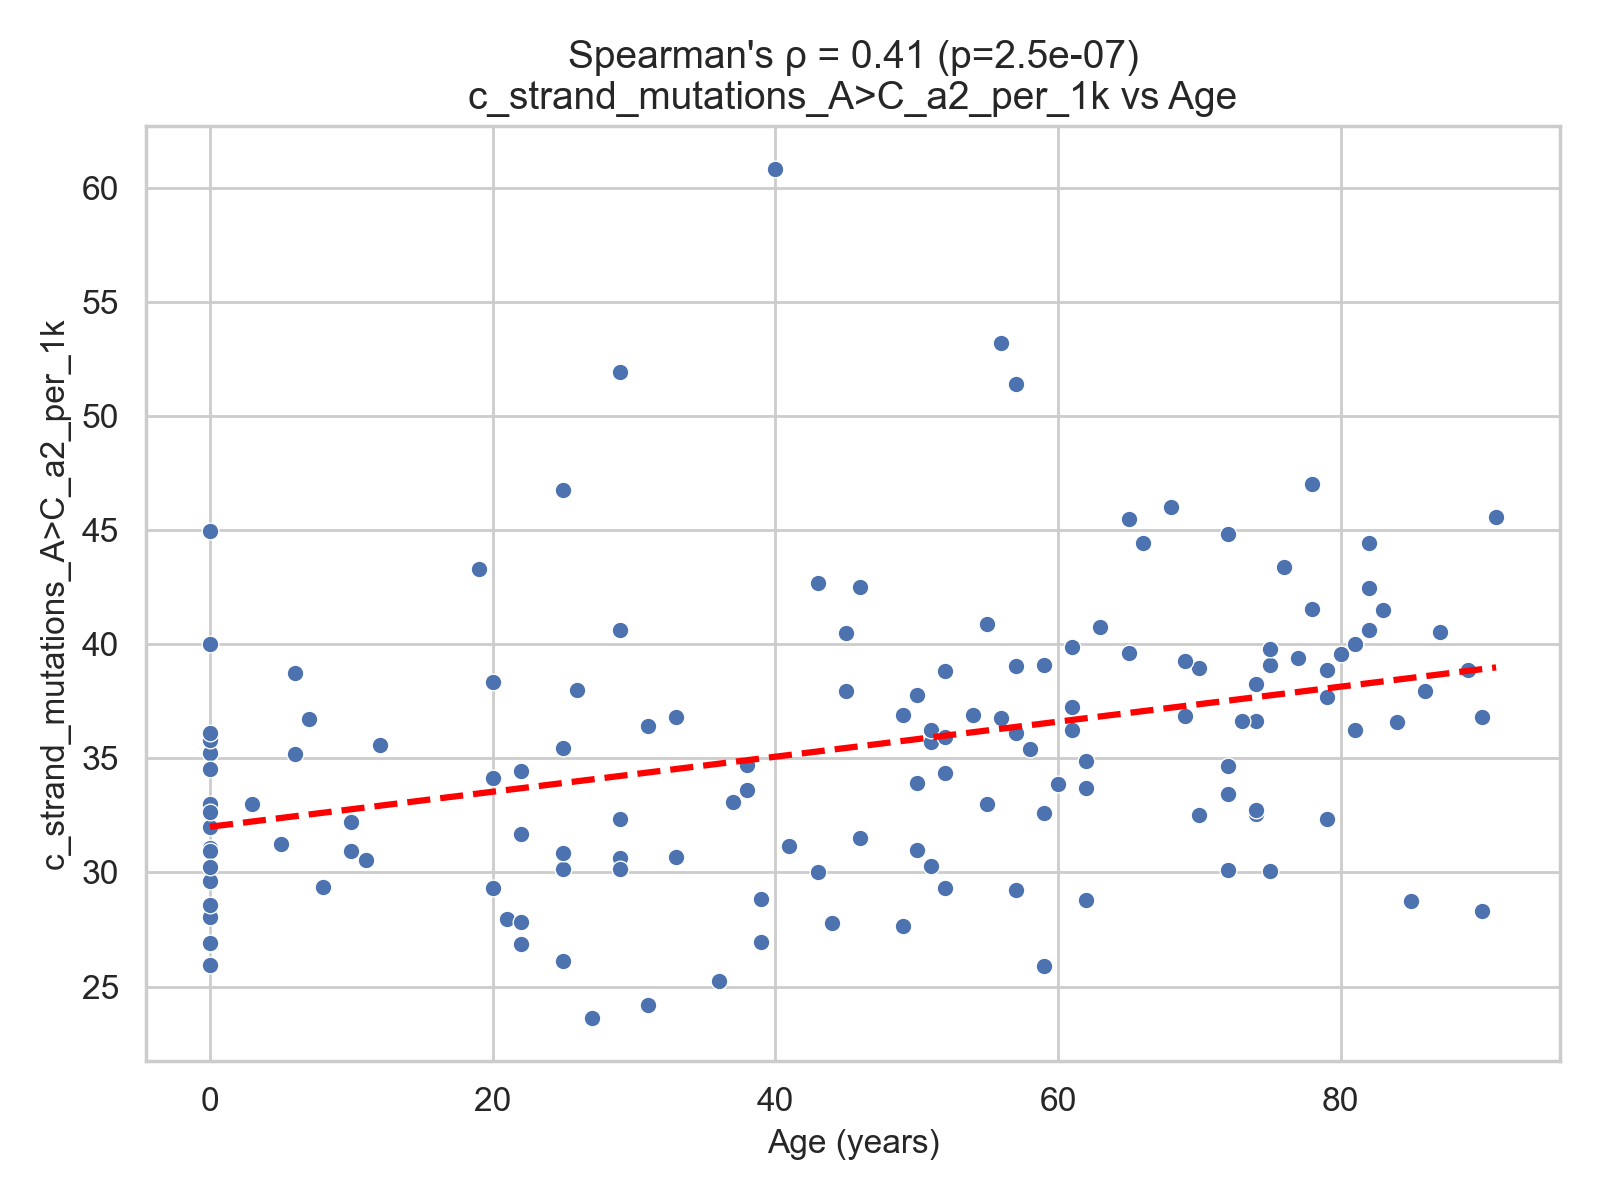 Spearman's ρ = 0.41 (p=2.5e-07)
c_strand_mutations_A>C_a2_per_1k vs Age
c_strand_mutations_A>C_a2_per_1k
60
55
50
45
40
35
30
25
0 20 40 60 80
Age (years)